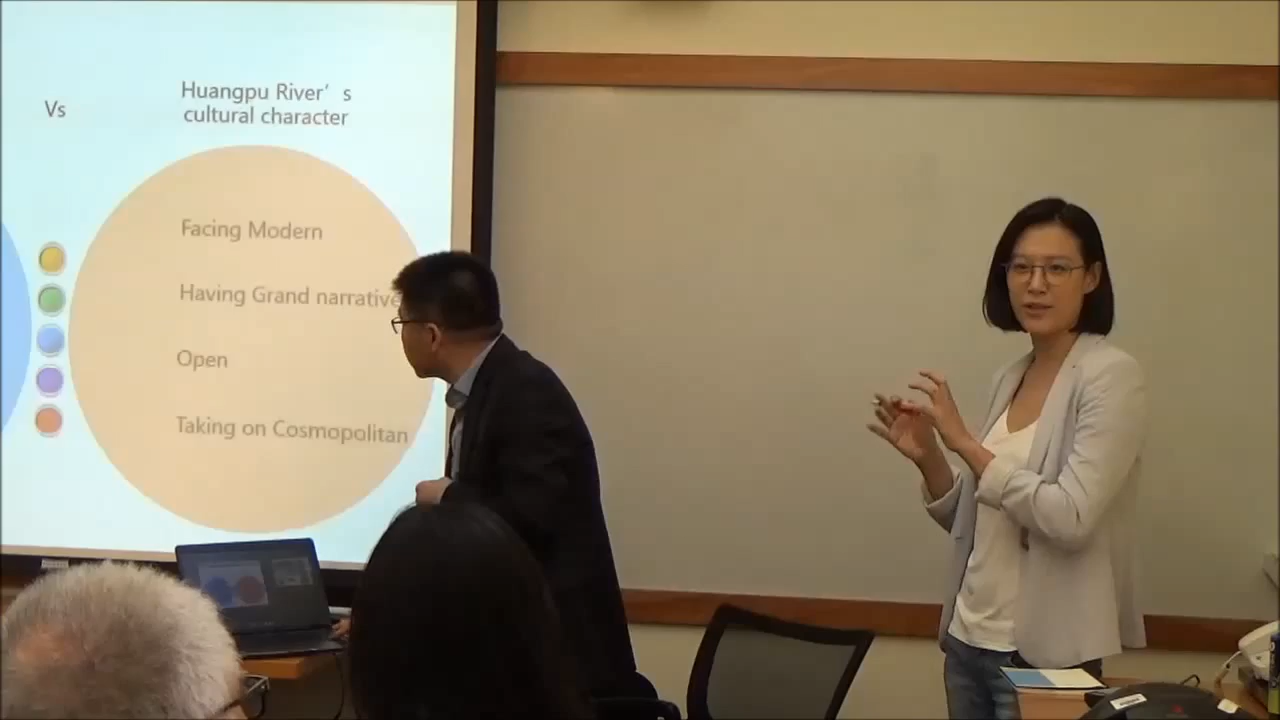 Vs
Huangpu River's
cultural character
Facing Modern
Having Grand narrative
Open
Taking on Cosmopolitan